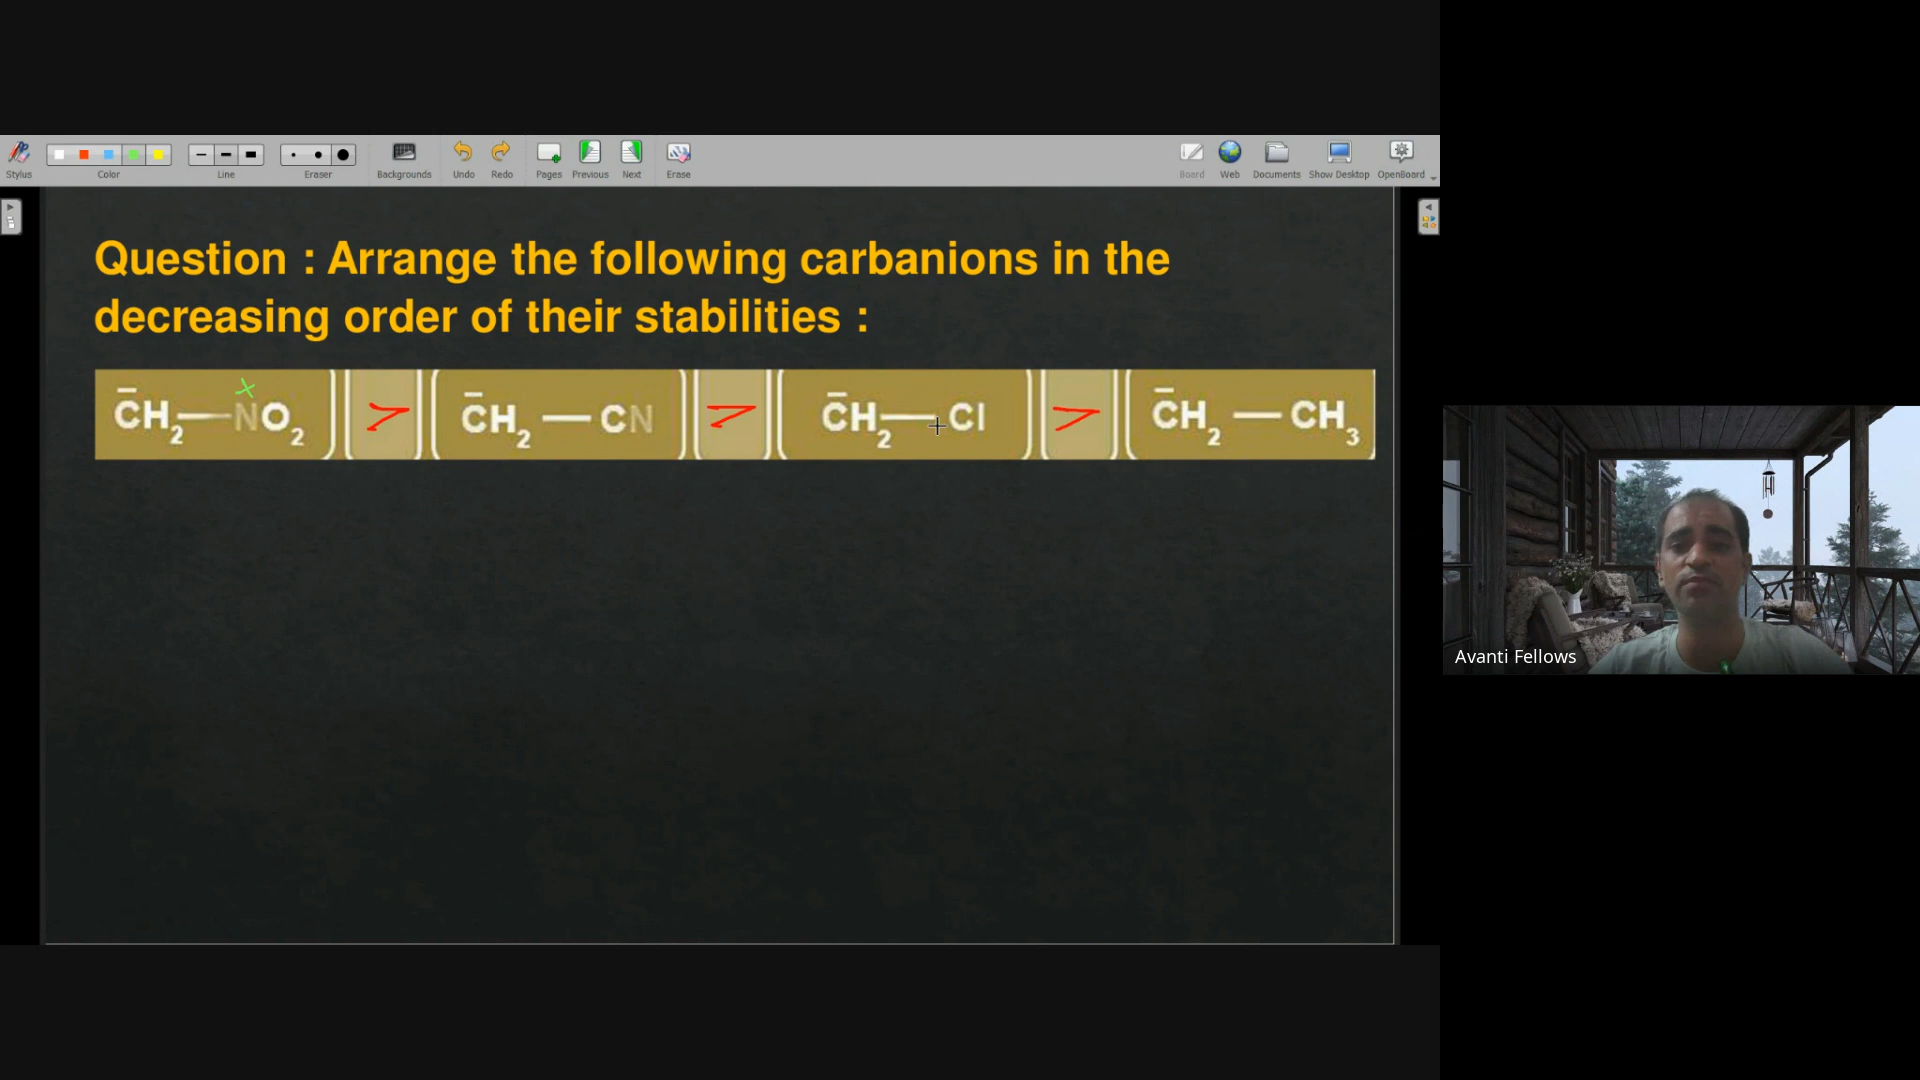 Stylus Color Line Eraser Backgrounds Undo Redo Pages Previous Next Erase Board Web Documents Show Desktop OpenBoard
Question : Arrange the following carbanions in the
decreasing order of their stabilities :
C̄H₂—NO₂ > C̄H₂—CN > C̄H₂—Cl > C̄H₂—CH₃
Avanti Fellows